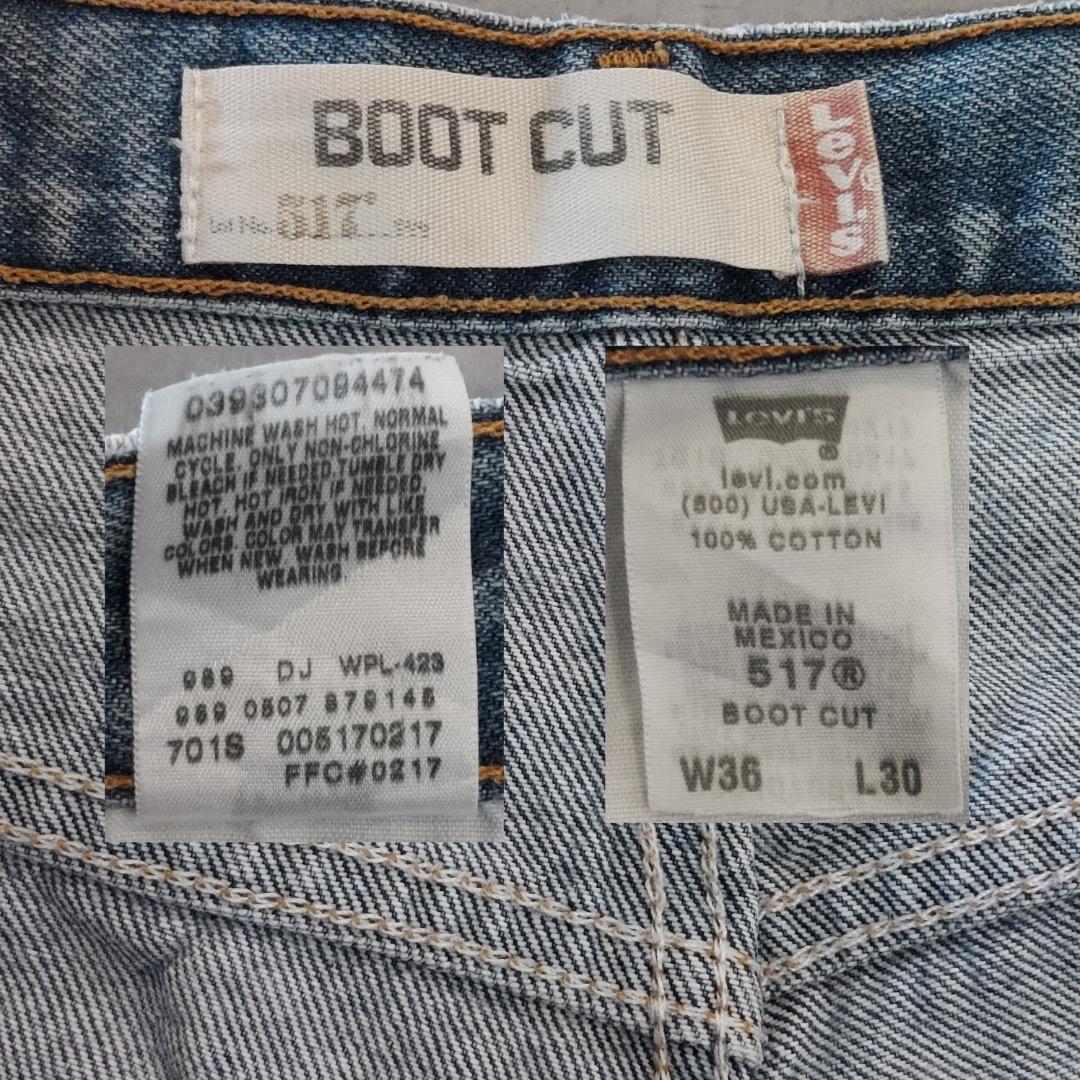 BOOT CUT
Lot No. 517
Levi's
039307094474
MACHINE WASH HOT, NORMAL
CYCLE. ONLY NON-CHLORINE
BLEACH IF NEEDED. TUMBLE DRY
HOT. HOT IRON IF NEEDED.
WASH AND DRY WITH LIKE
COLORS. COLOR MAY TRANSFER
WHEN NEW. WASH BEFORE
WEARING.
989 DJ WPL-423
989 0507 879145
701S 005170217
FFC#0217
LEVI'S
®
levi.com
(800) USA-LEVI
100% COTTON
MADE IN
MEXICO
517®
BOOT CUT
W36 L30